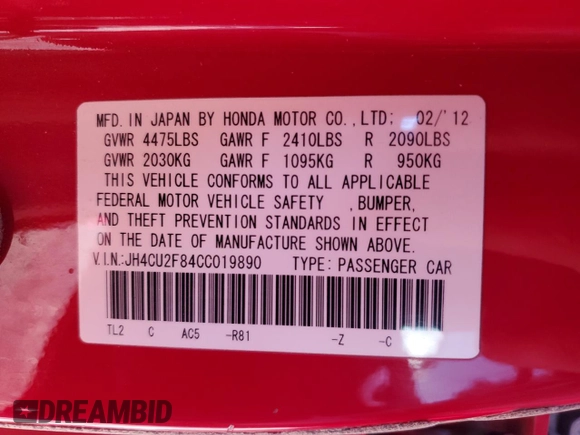 MFD. IN JAPAN BY HONDA MOTOR CO., LTD: 02/'12
GVWR 4475LBS GAWR F 2410LBS R 2090LBS
GVWR 2030KG GAWR F 1095KG R 950KG
THIS VEHICLE CONFORMS TO ALL APPLICABLE
FEDERAL MOTOR VEHICLE SAFETY ,BUMPER,
AND THEFT PREVENTION STANDARDS IN EFFECT
ON THE DATE OF MANUFACTURE SHOWN ABOVE.
V.I.N.:JH4CU2F84CC019890 TYPE: PASSENGER CAR
TL2 C AC5 -R81 -Z -C
DREAMBID